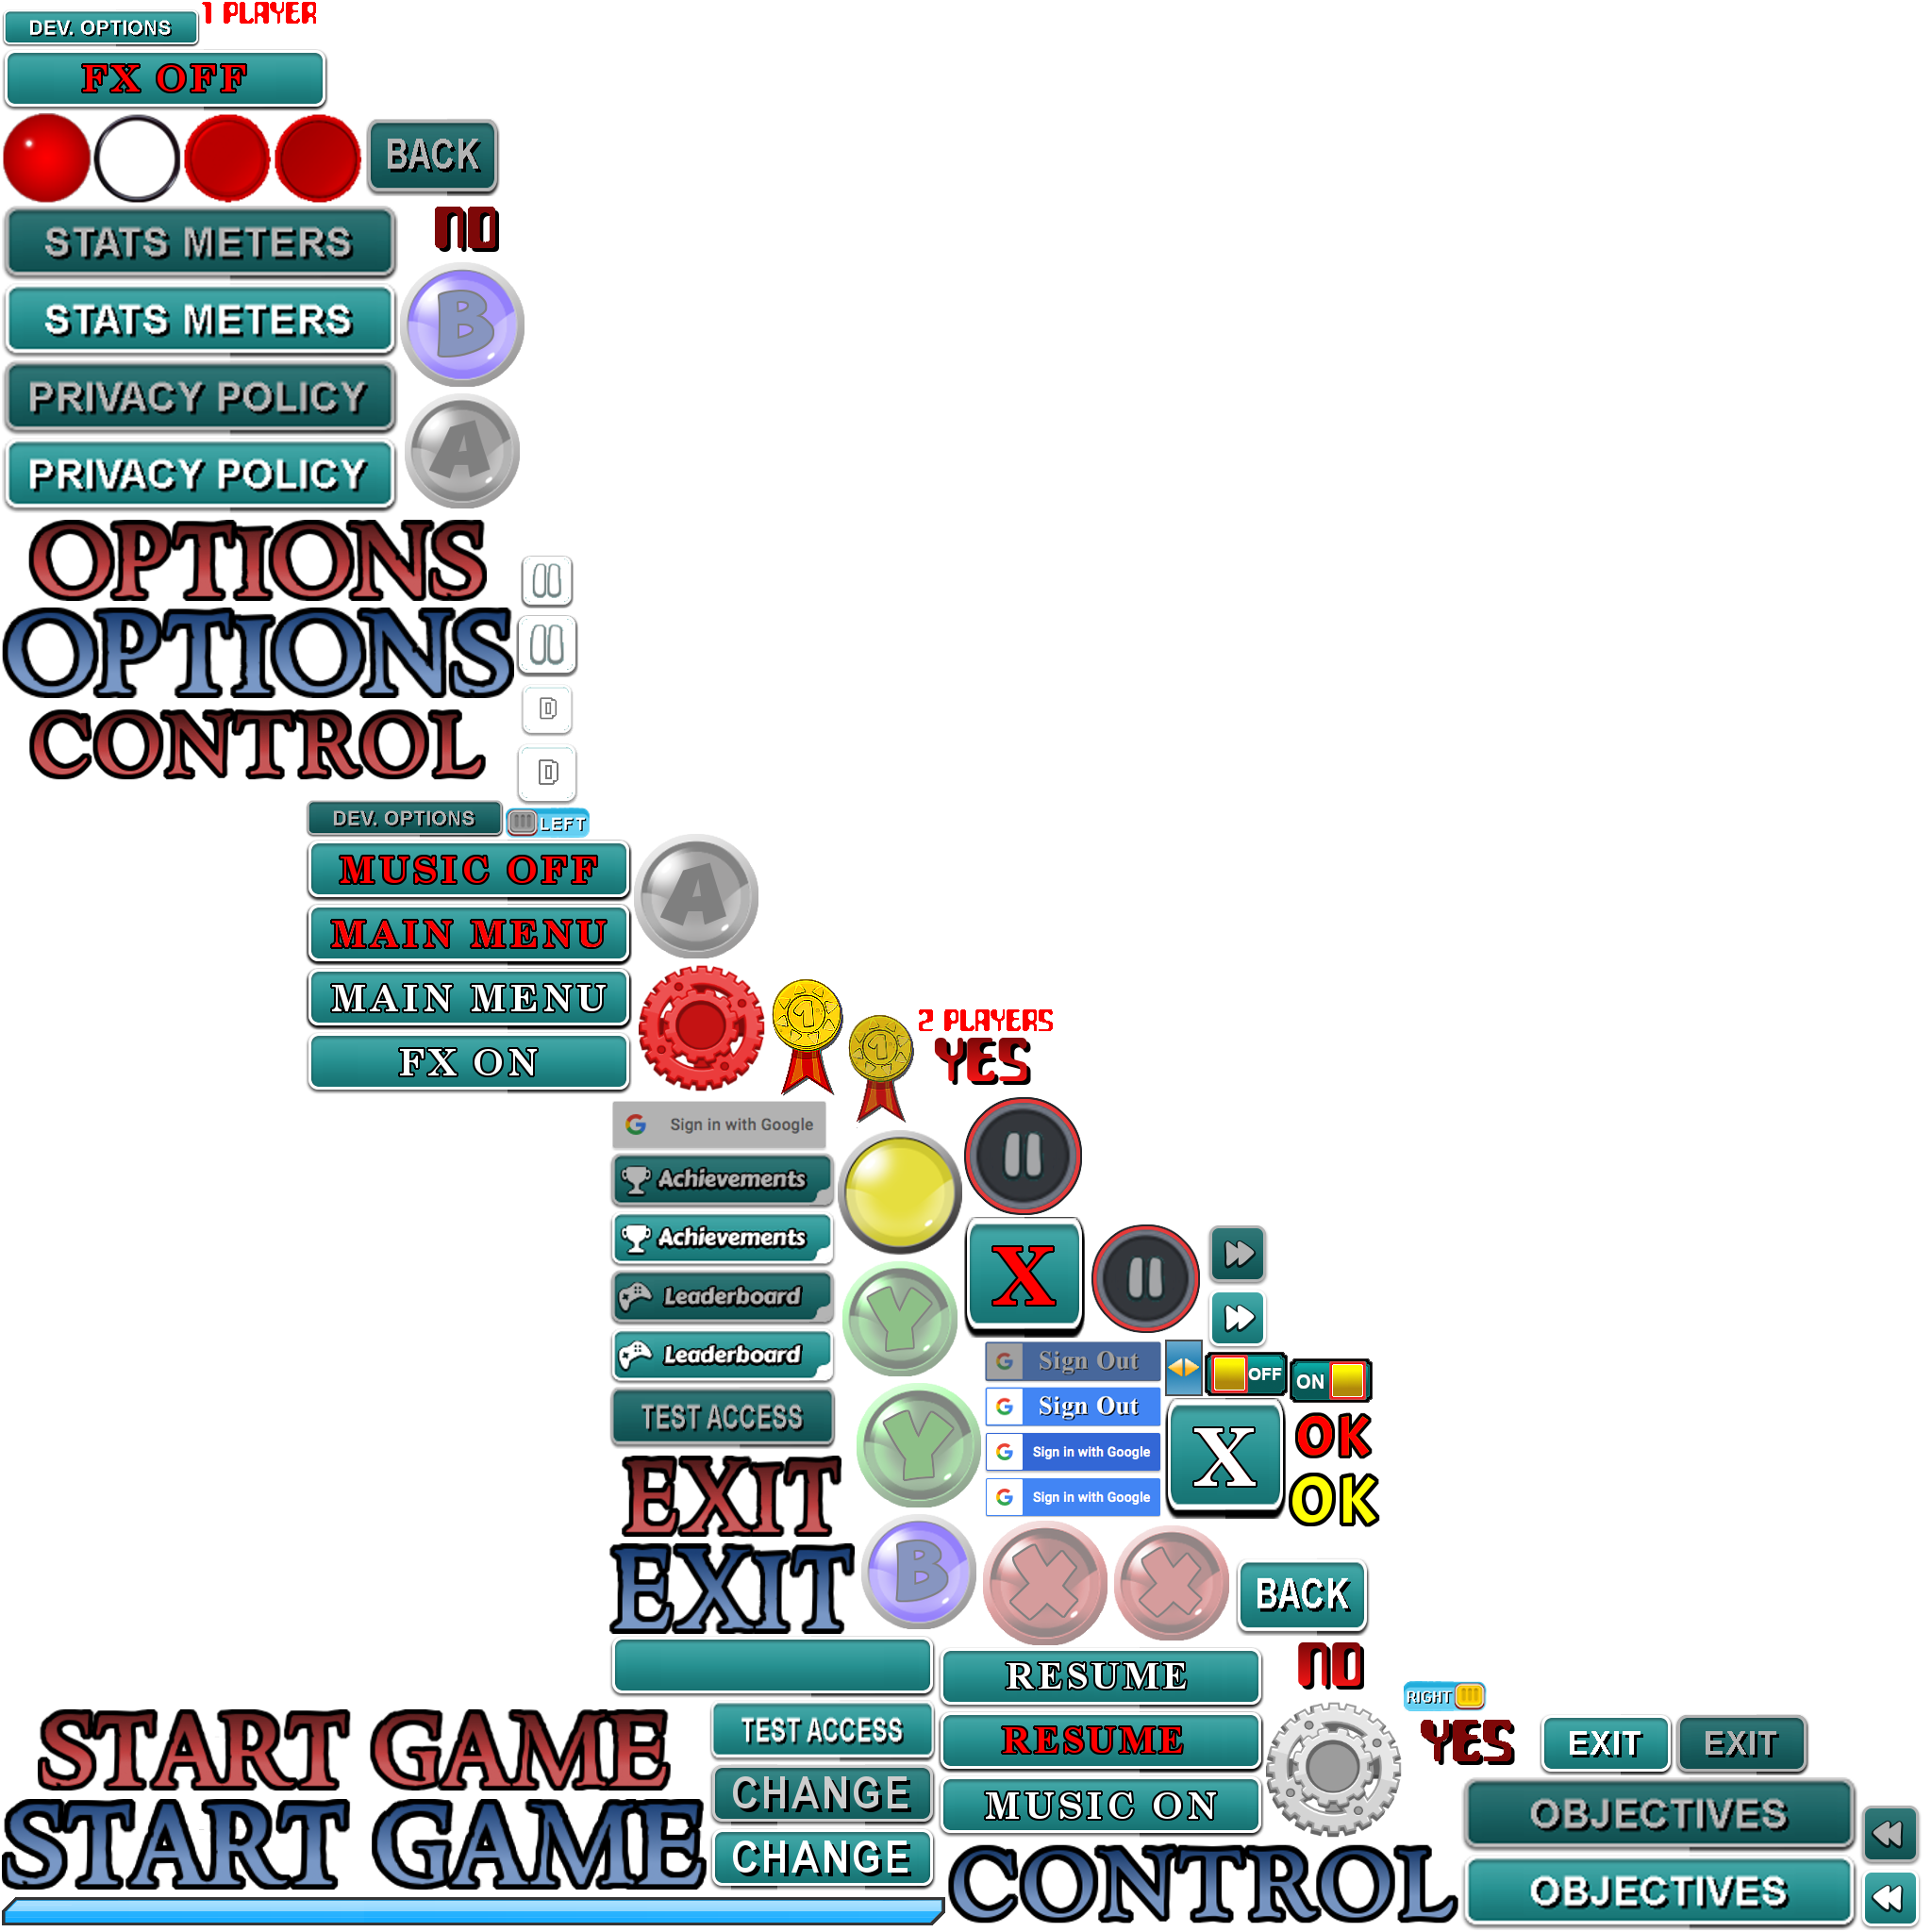 1 PLAYER
DEV. OPTIONS
FX OFF
BACK
STATS METERS
NO
STATS METERS
B
PRIVACY POLICY
A
PRIVACY POLICY
OPTIONS
OPTIONS
D
CONTROL
D
DEV. OPTIONS
LEFT
MUSIC OFF
A
MAIN MENU
MAIN MENU
1
1
2 PLAYERS
YES
FX ON
G Sign in with Google
Achievements
Achievements
X
Leaderboard
Y
Leaderboard
G Sign Out
OFF
ON
G Sign Out
TEST ACCESS
OK
Y
G Sign in with Google
X
G Sign in with Google
OK
EXIT
EXIT
B
X
X
BACK
RESUME
NO
RIGHT
START GAME
TEST ACCESS
RESUME
YES
EXIT
EXIT
CHANGE
MUSIC ON
OBJECTIVES
START GAME
CHANGE
CONTROL
OBJECTIVES